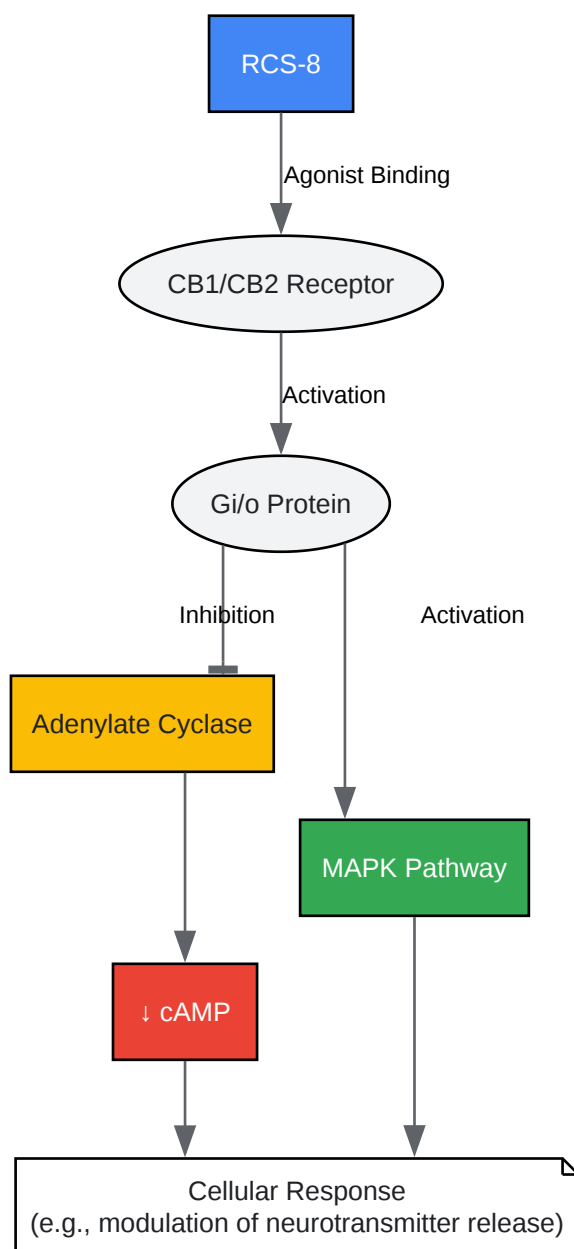 RCS-8
Agonist Binding
CB1/CB2 Receptor
Activation
Gi/o Protein
Inhibition
Activation
Adenylate Cyclase
MAPK Pathway
↓ cAMP
Cellular Response
(e.g., modulation of neurotransmitter release)